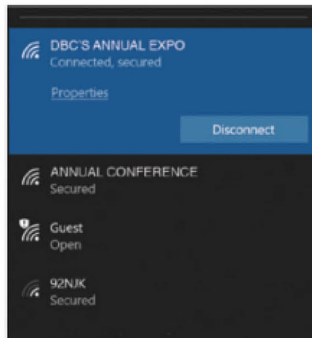 DBC'S ANNUAL EXPO
Connected, secured
Properties
Disconnect
ANNUAL CONFERENCE
Secured
Guest
Open
92NJK
Secured